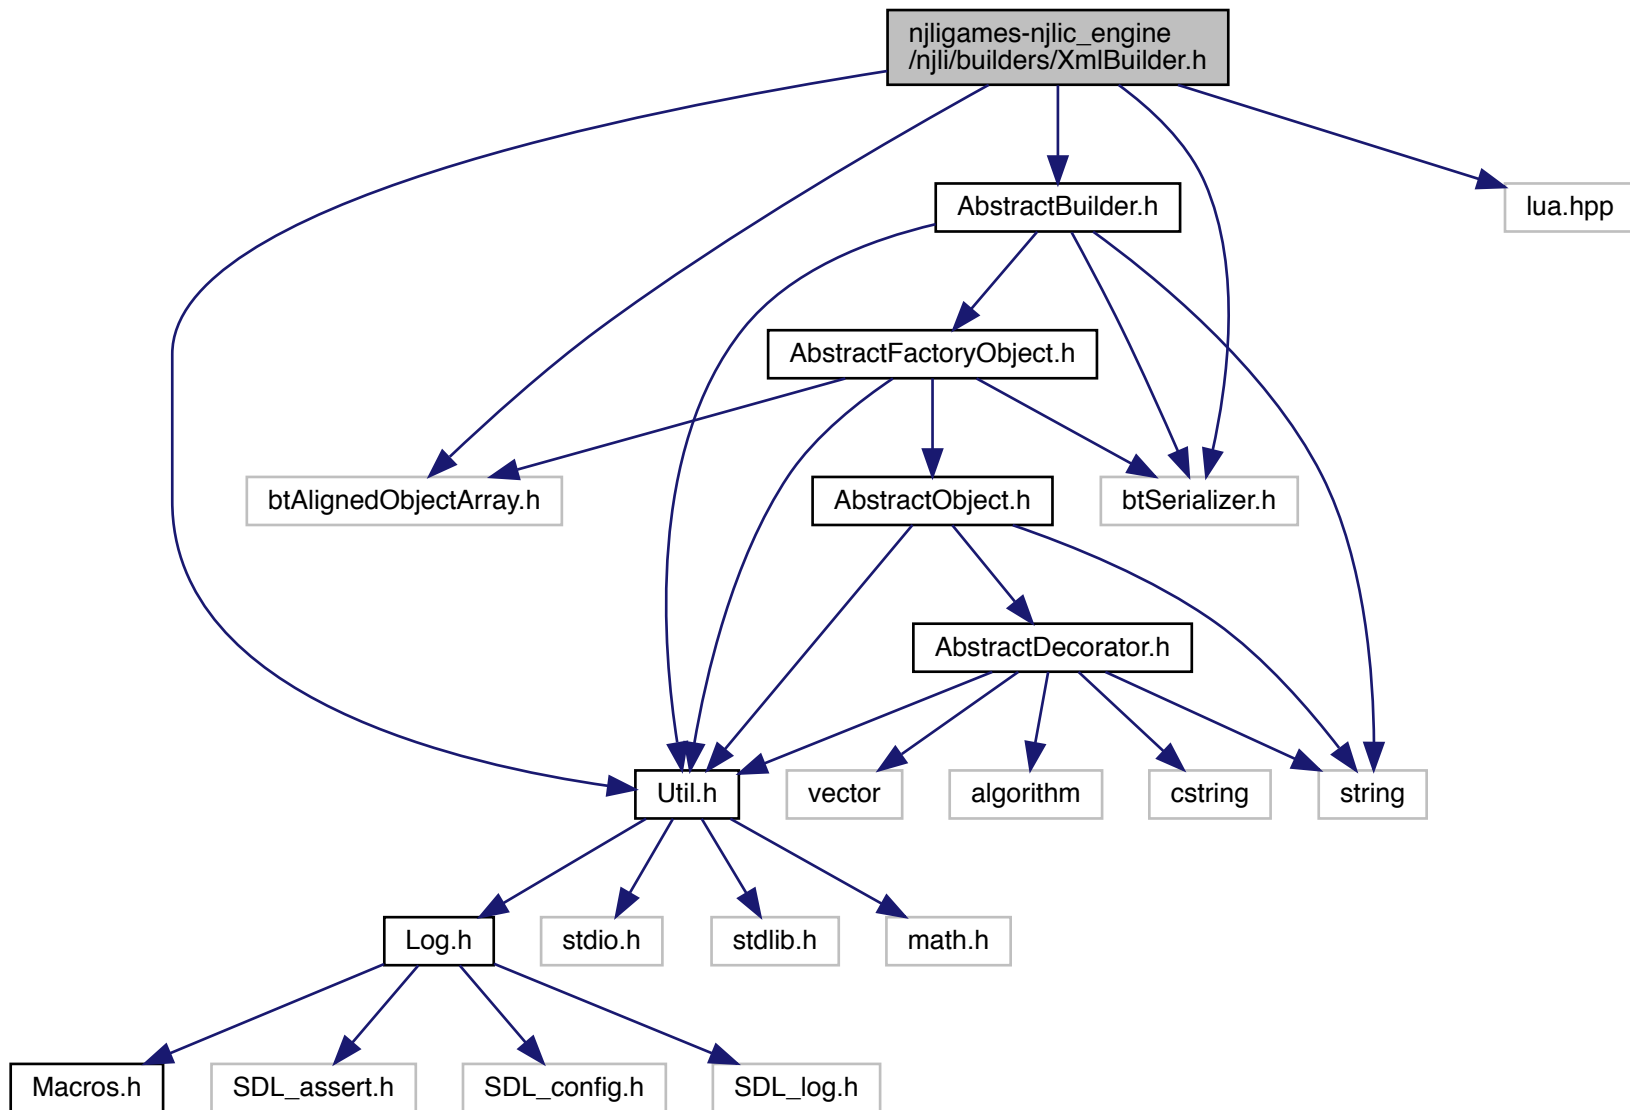 njligames-njlic_engine
/njli/builders/XmlBuilder.h
AbstractBuilder.h
lua.hpp
AbstractFactoryObject.h
btAlignedObjectArray.h
AbstractObject.h
btSerializer.h
AbstractDecorator.h
Util.h
vector
algorithm
cstring
string
Log.h
stdio.h
stdlib.h
math.h
Macros.h
SDL_assert.h
SDL_config.h
SDL_log.h